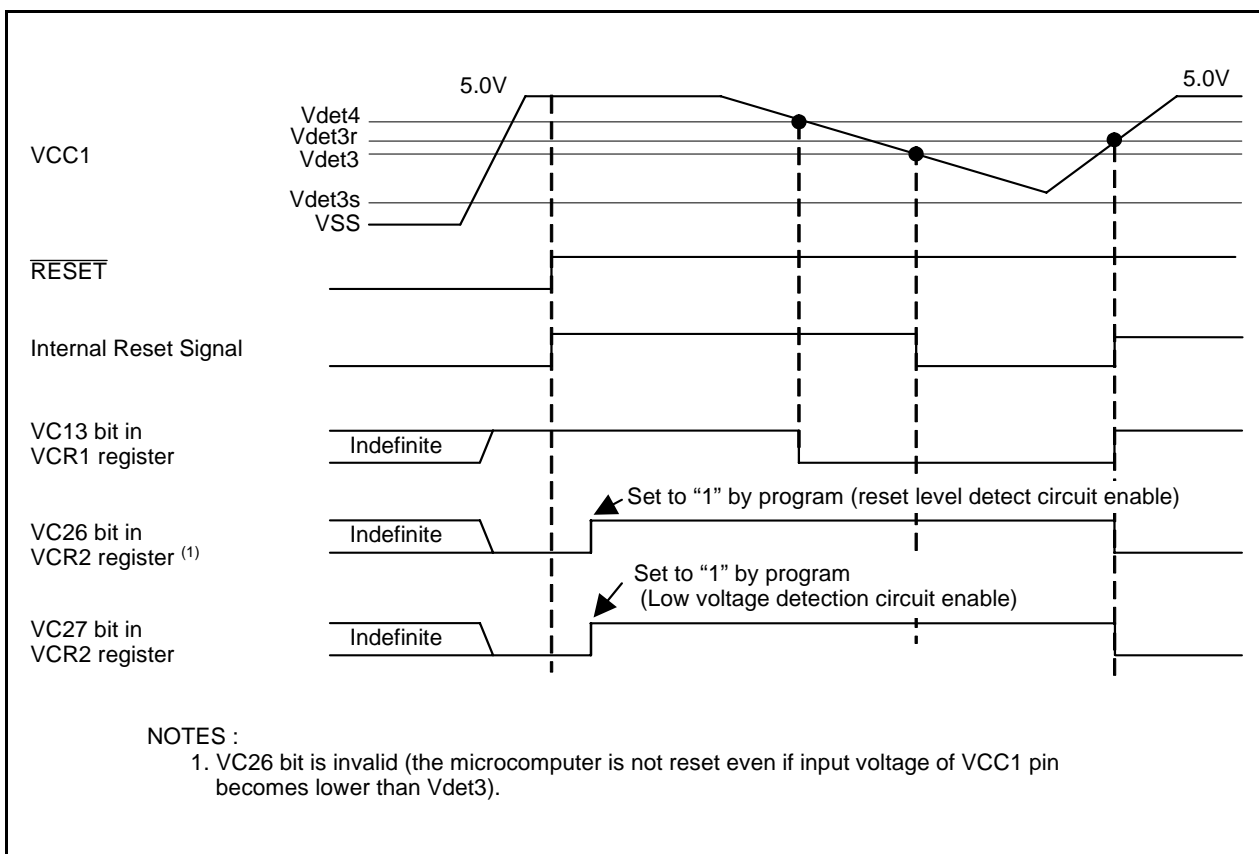 5.0V
5.0V
Vdet4
Vdet3r
VCC1
Vdet3
Vdet3s
VSS
RESET
Internal Reset Signal
VC13 bit in
VCR1 register
Indefinite
Set to “1” by program (reset level detect circuit enable)
VC26 bit in
VCR2 register (1)
Indefinite
Set to “1” by program
(Low voltage detection circuit enable)
VC27 bit in
VCR2 register
Indefinite
NOTES :
1. VC26 bit is invalid (the microcomputer is not reset even if input voltage of VCC1 pin
becomes lower than Vdet3).